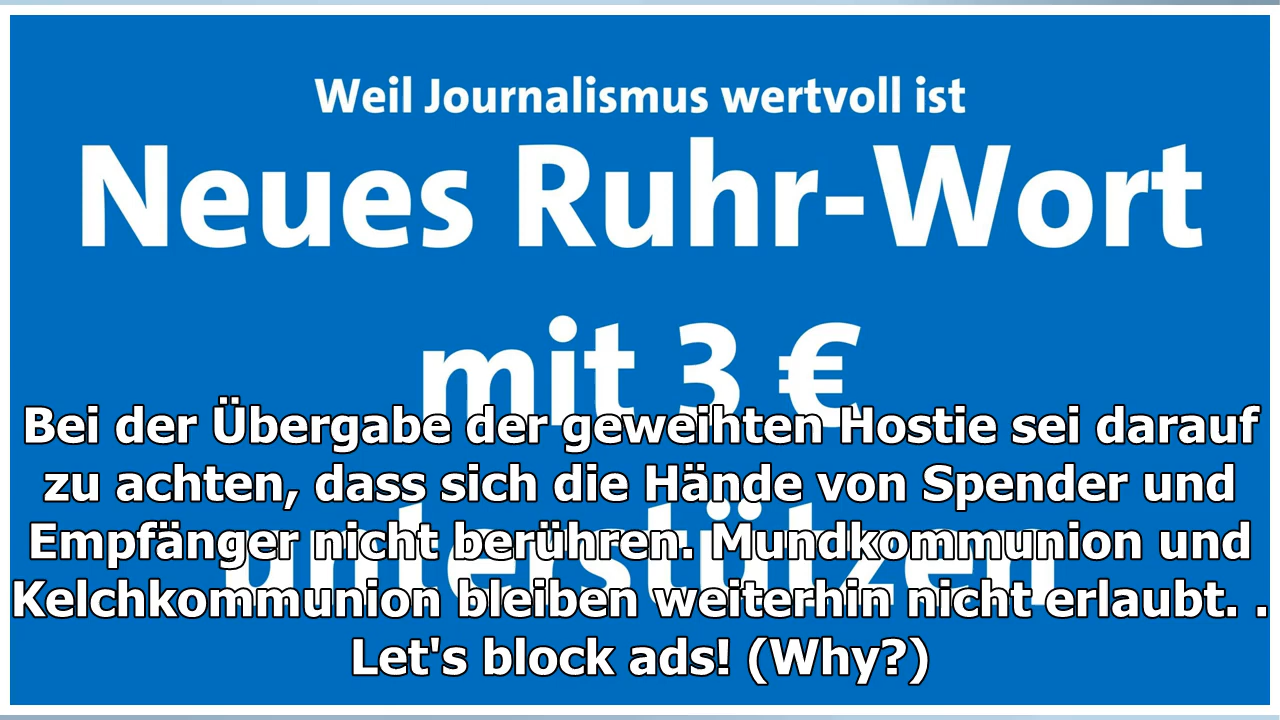 Weil Journalismus wertvoll ist
Neues Ruhr-Wort
mit 3 €
unterstützen
Bei der Übergabe der geweihten Hostie sei darauf
zu achten, dass sich die Hände von Spender und
Empfänger nicht berühren. Mundkommunion und
Kelchkommunion bleiben weiterhin nicht erlaubt. .
Let's block ads! (Why?)